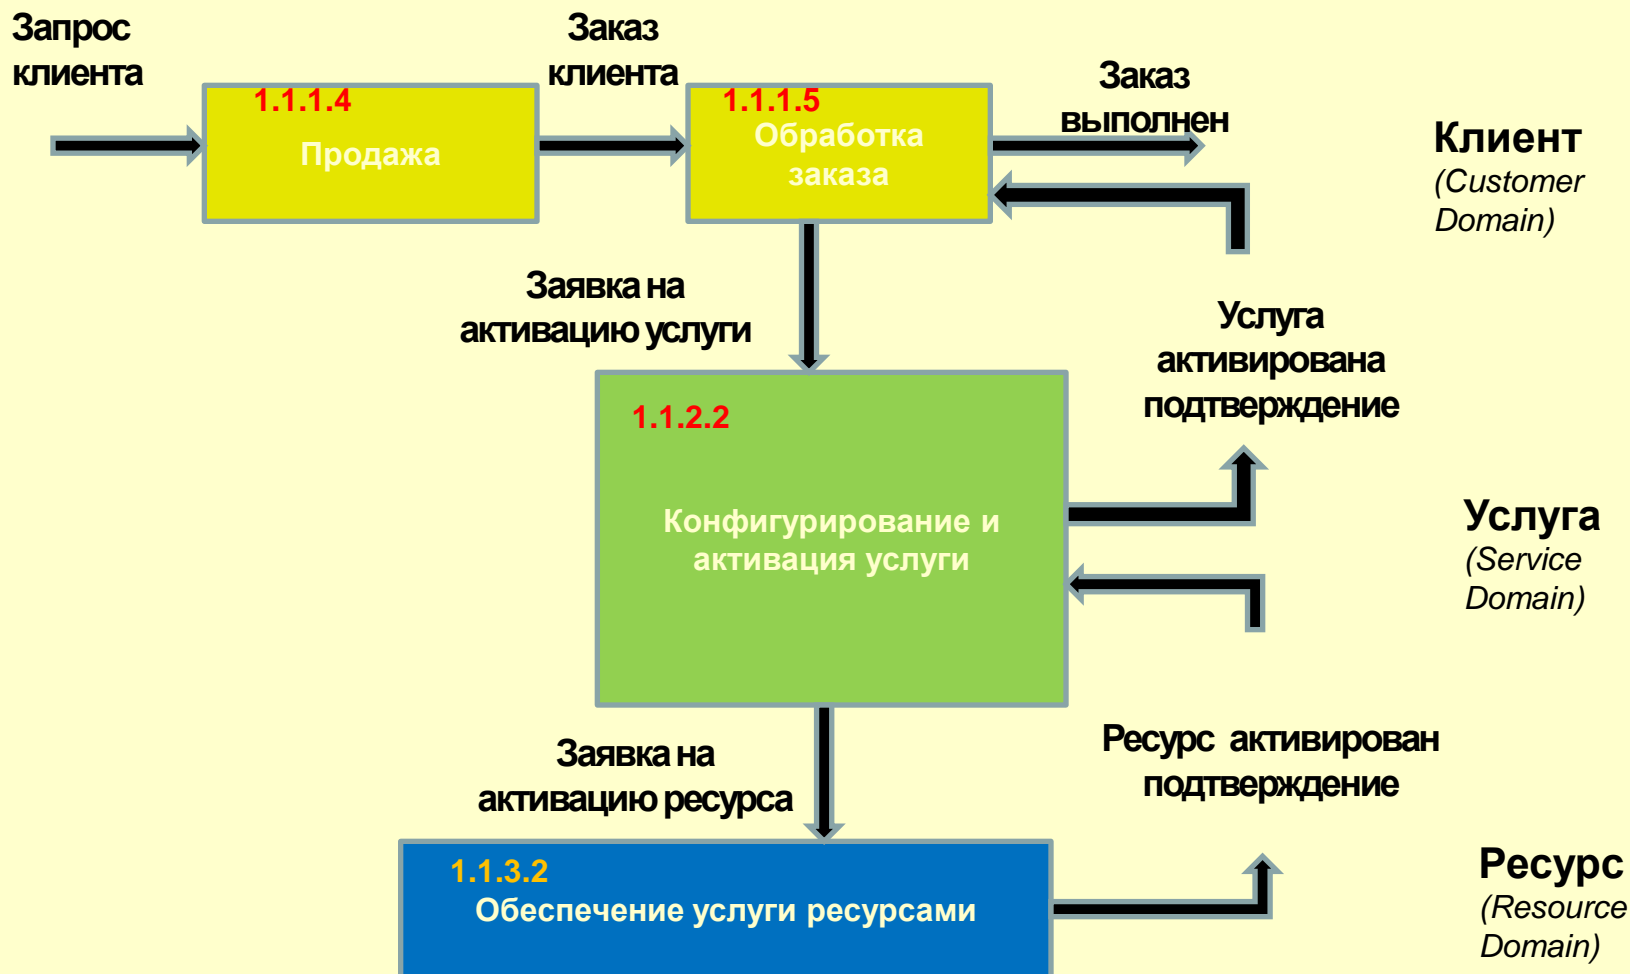 Запрос
клиента
Заказ
клиента
1.1.1.4
Продажа
1.1.1.5
Обработка
заказа
Заказ
выполнен
Клиент
(Customer
Domain)
Заявка на
активацию услуги
Услуга
активирована
подтверждение
1.1.2.2
Конфигурирование и
активация услуги
Услуга
(Service
Domain)
Заявка на
активацию ресурса
Ресурс активирован
подтверждение
1.1.3.2
Обеспечение услуги ресурсами
Ресурс
(Resource
Domain)